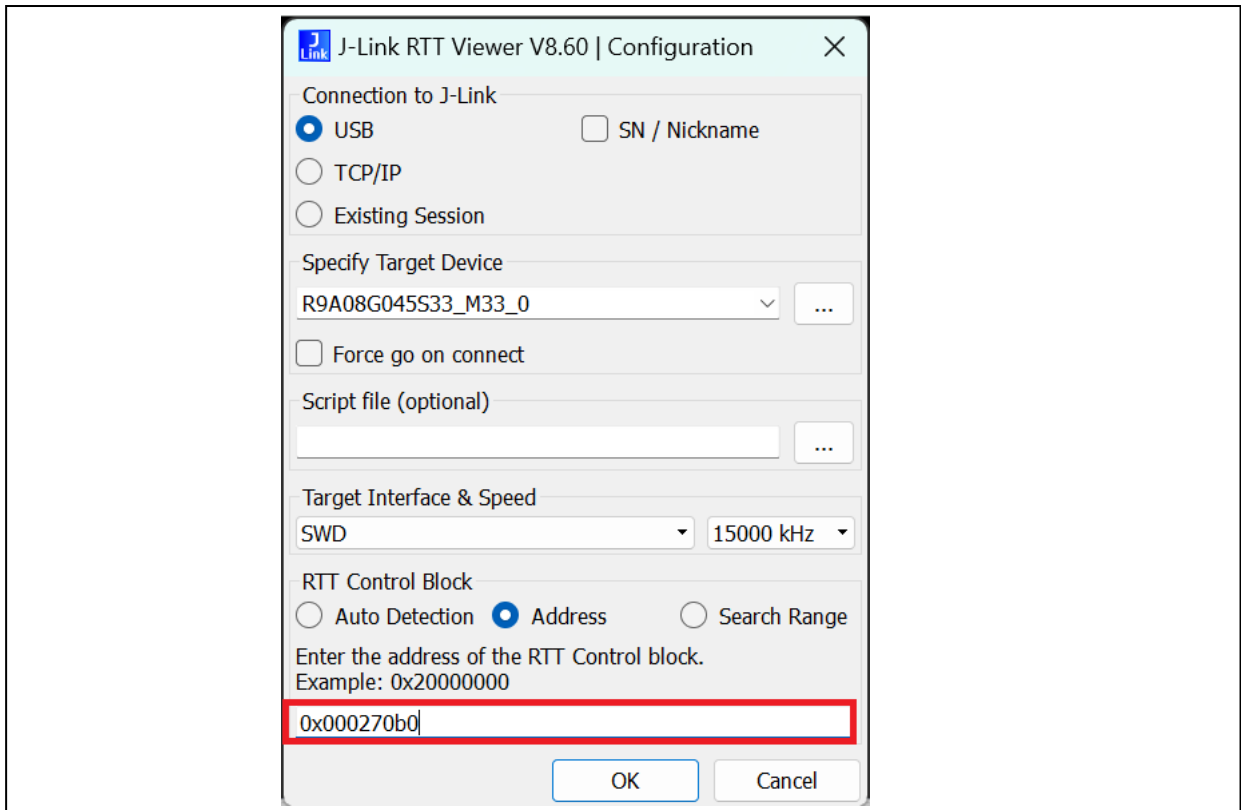 J-Link RTT Viewer V8.60 | Configuration
Connection to J-Link
USB SN / Nickname
TCP/IP
Existing Session
Specify Target Device
R9A08G045S33_M33_0
...
Force go on connect
Script file (optional)
...
Target Interface & Speed
SWD 15000 kHz
RTT Control Block
Auto Detection Address Search Range
Enter the address of the RTT Control block.
Example: 0x20000000
0x000270b0
OK Cancel